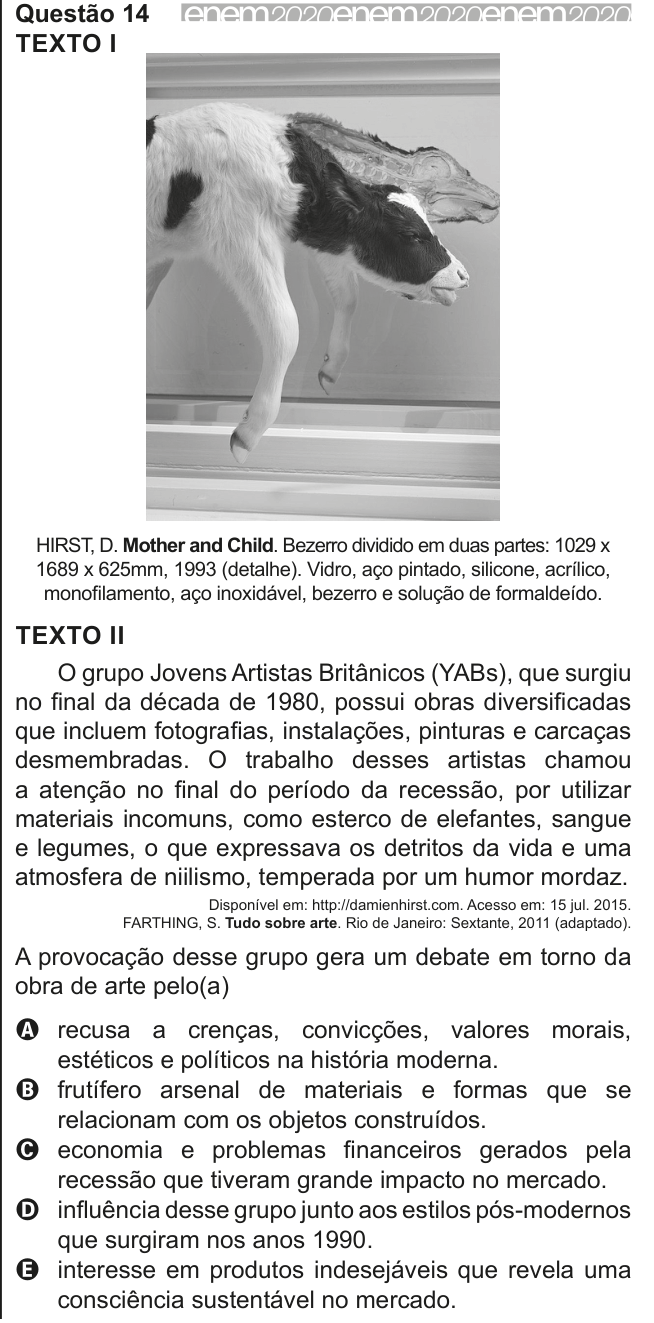 Questão 14 enem2020enem2020enem2020
TEXTO I
HIRST, D. Mother and Child. Bezerro dividido em duas partes: 1029 x
1689 x 625mm, 1993 (detalhe). Vidro, aço pintado, silicone, acrílico,
monofilamento, aço inoxidável, bezerro e solução de formaldeído.
TEXTO II
O grupo Jovens Artistas Britânicos (YABs), que surgiu
no final da década de 1980, possui obras diversificadas
que incluem fotografias, instalações, pinturas e carcaças
desmembradas. O trabalho desses artistas chamou
a atenção no final do período da recessão, por utilizar
materiais incomuns, como esterco de elefantes, sangue
e legumes, o que expressava os detritos da vida e uma
atmosfera de niilismo, temperada por um humor mordaz.
Disponível em: http://damienhirst.com. Acesso em: 15 jul. 2015.
FARTHING, S. Tudo sobre arte. Rio de Janeiro: Sextante, 2011 (adaptado).
A provocação desse grupo gera um debate em torno da
obra de arte pelo(a)
A recusa a crenças, convicções, valores morais,
estéticos e políticos na história moderna.
B frutífero arsenal de materiais e formas que se
relacionam com os objetos construídos.
C economia e problemas financeiros gerados pela
recessão que tiveram grande impacto no mercado.
D influência desse grupo junto aos estilos pós-modernos
que surgiram nos anos 1990.
E interesse em produtos indesejáveis que revela uma
consciência sustentável no mercado.